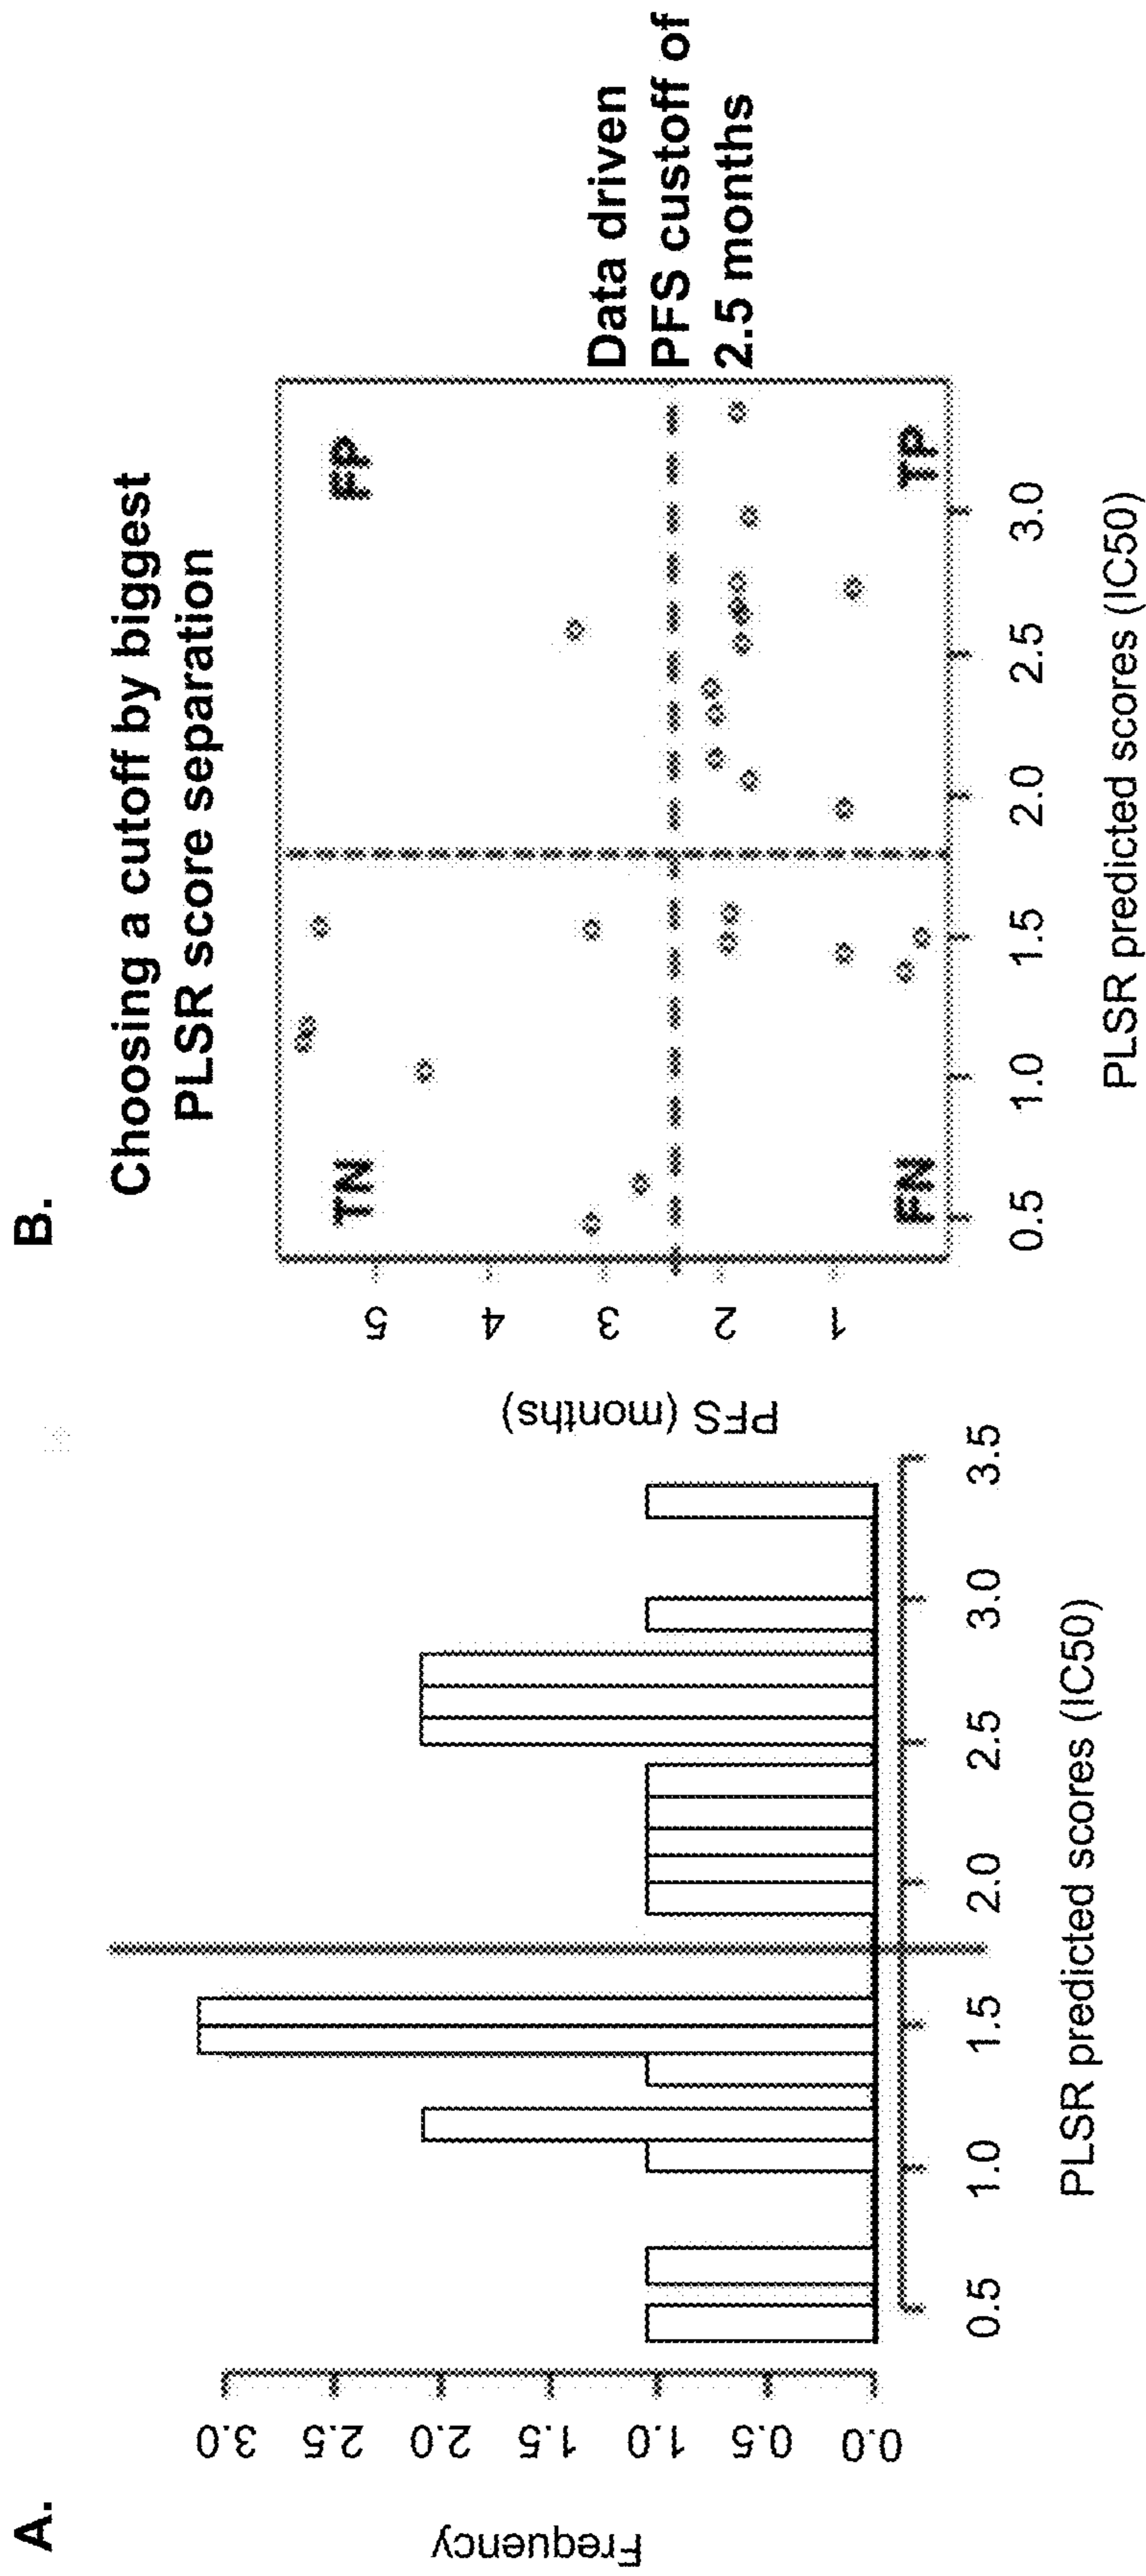 A.
Frequency
3.0
2.5
2.0
1.5
1.0
0.5
0.0
0.5 1.0 1.5 2.0 2.5 3.0 3.5
PLSR predicted scores (IC50)
B.
Choosing a cutoff by biggest
PLSR score separation
PFS (months)
5
4
3
2
1
TN
FP
FN
TP
0.5 1.0 1.5 2.0 2.5 3.0
PLSR predicted scores (IC50)
Data driven
PFS custoff of
2.5 months